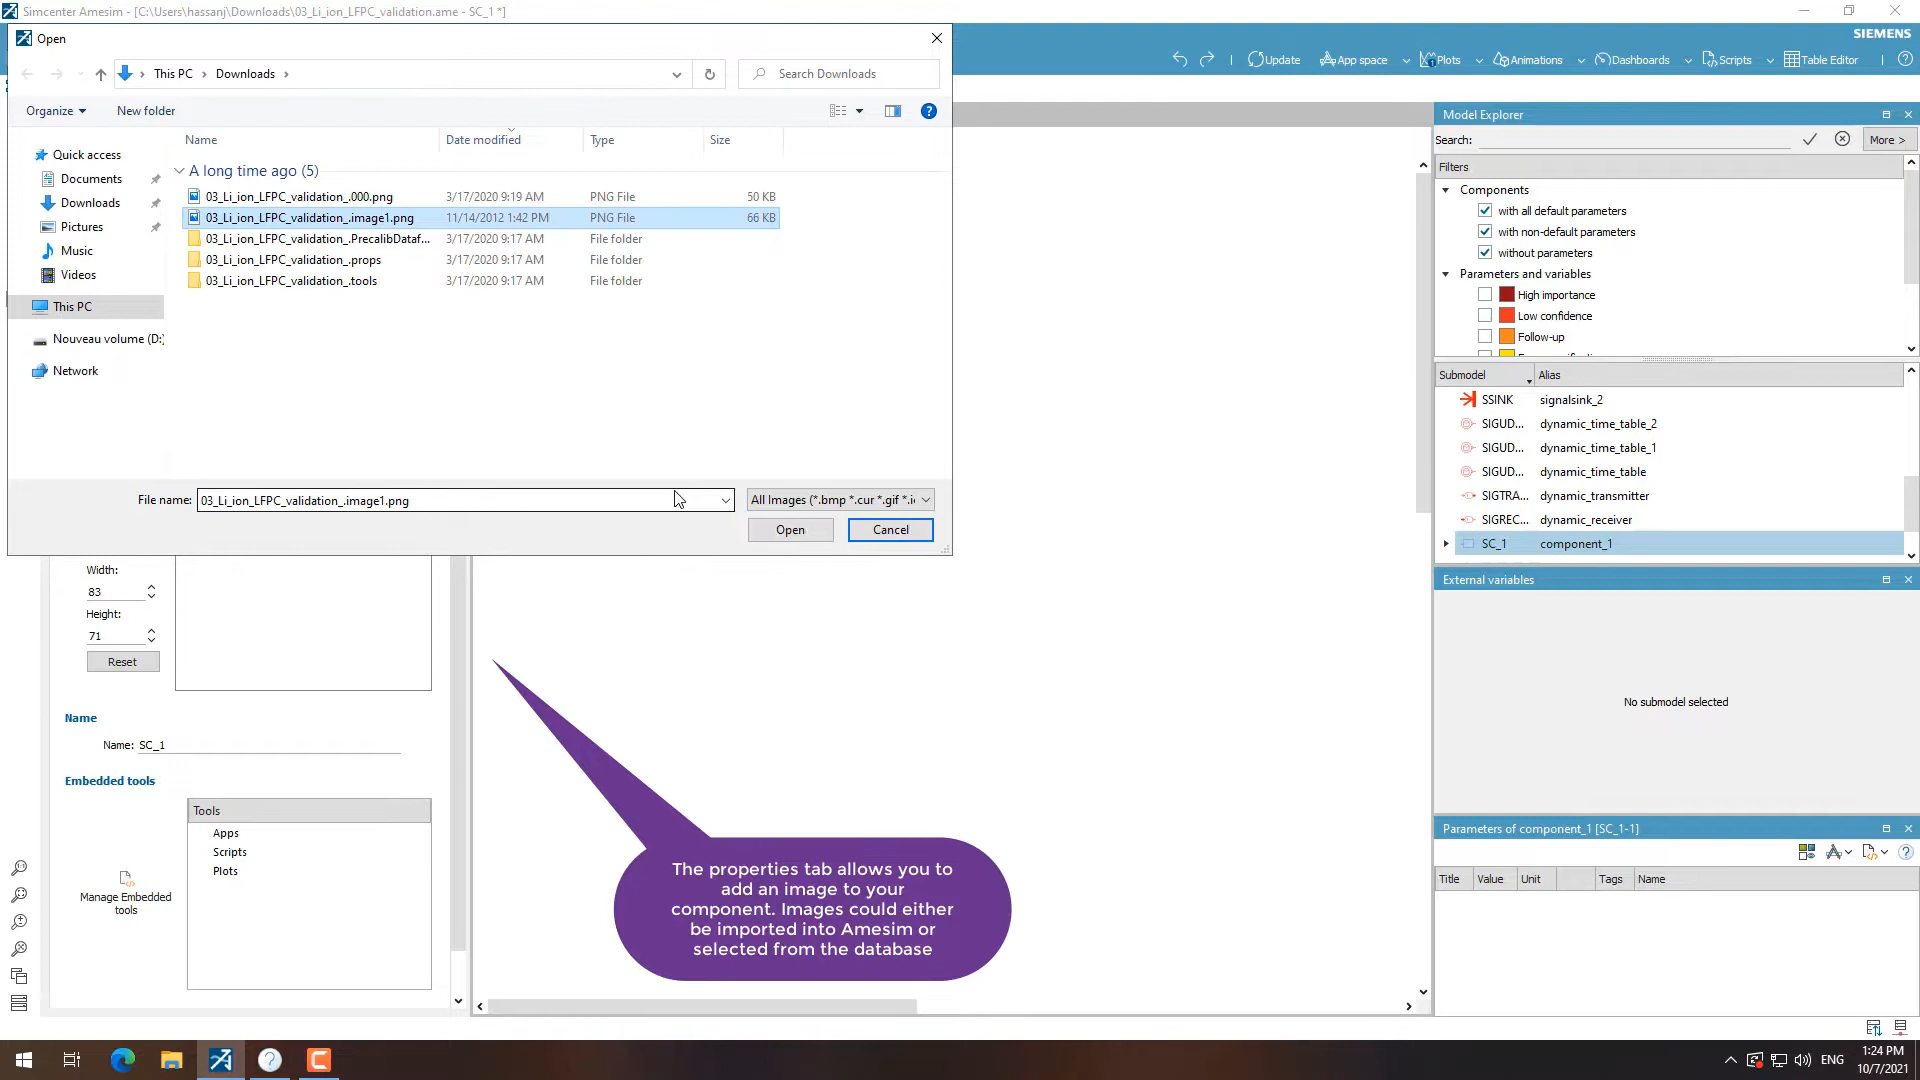 Simcenter Amesim - [C:\Users\hassanj\Downloads\03_Li_ion_LFPC_validation.ame - SC_1 *]
Open
SIEMENS
This PC > Downloads >
Search Downloads
Update
App space
Plots
Animations
Dashboards
Scripts
Table Editor
Organize
New folder
Model Explorer
Search:
More >
Name
Date modified
Type
Size
Filters
Quick access
Documents
Downloads
Pictures
Music
Videos
This PC
Nouveau volume (D:)
Network
A long time ago (5)
03_Li_ion_LFPC_validation_.000.png 3/17/2020 9:19 AM PNG File 50 KB
03_Li_ion_LFPC_validation_.image1.png 11/14/2012 1:42 PM PNG File 66 KB
03_Li_ion_LFPC_validation_.PrecalibDataf... 3/17/2020 9:17 AM File folder
03_Li_ion_LFPC_validation_.props 3/17/2020 9:17 AM File folder
03_Li_ion_LFPC_validation_.tools 3/17/2020 9:17 AM File folder
Components
with all default parameters
with non-default parameters
without parameters
Parameters and variables
High importance
Low confidence
Follow-up
Submodel Alias
SSINK signalsink_2
SIGUD... dynamic_time_table_2
SIGUD... dynamic_time_table_1
SIGUD... dynamic_time_table
SIGTRA... dynamic_transmitter
SIGREC... dynamic_receiver
SC_1 component_1
File name: 03_Li_ion_LFPC_validation_.image1.png
All Images (*.bmp *.cur *.gif *.i
Open
Cancel
Width:
83
Height:
71
Reset
Name
Name: SC_1
Embedded tools
Tools
Apps
Scripts
Plots
Manage Embedded
tools
The properties tab allows you to
add an image to your
component. Images could either
be imported into Amesim or
selected from the database
External variables
No submodel selected
Parameters of component_1 [SC_1-1]
Title Value Unit Tags Name
ENG
1:24 PM
10/7/2021